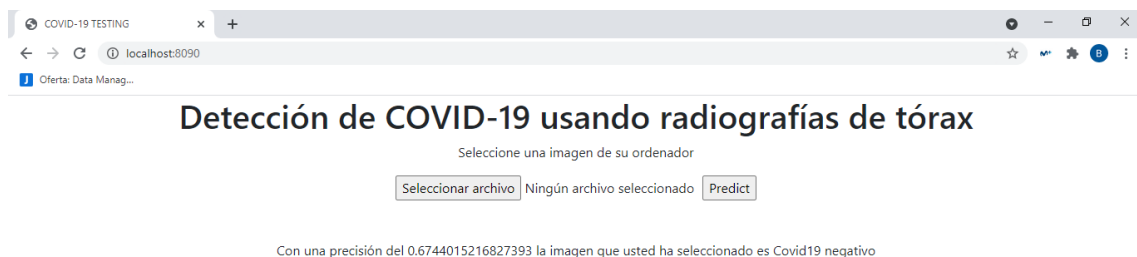 COVID-19 TESTING
localhost:8090
B
J Oferta: Data Manag...
Detección de COVID-19 usando radiografías de tórax
Seleccione una imagen de su ordenador
Seleccionar archivo Ningún archivo seleccionado Predict
Con una precisión del 0.6744015216827393 la imagen que usted ha seleccionado es Covid19 negativo